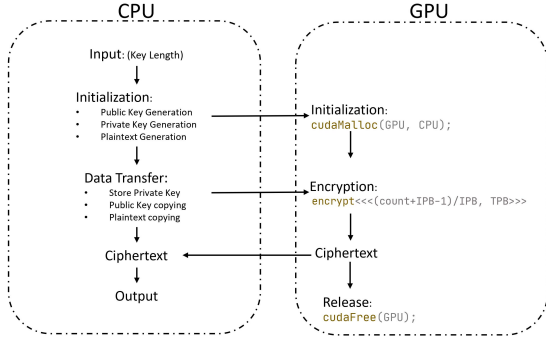 CPU
Input: (Key Length)
Initialization:
• Public Key Generation
• Private Key Generation
• Plaintext Generation
Data Transfer:
• Store Private Key
• Public Key copying
• Plaintext copying
Ciphertext
Output
GPU
Initialization:
cudaMalloc(GPU, CPU);
Encryption:
encrypt<<<(count+IPB-1)/IPB, TPB>>>
Ciphertext
Release:
cudaFree(GPU);